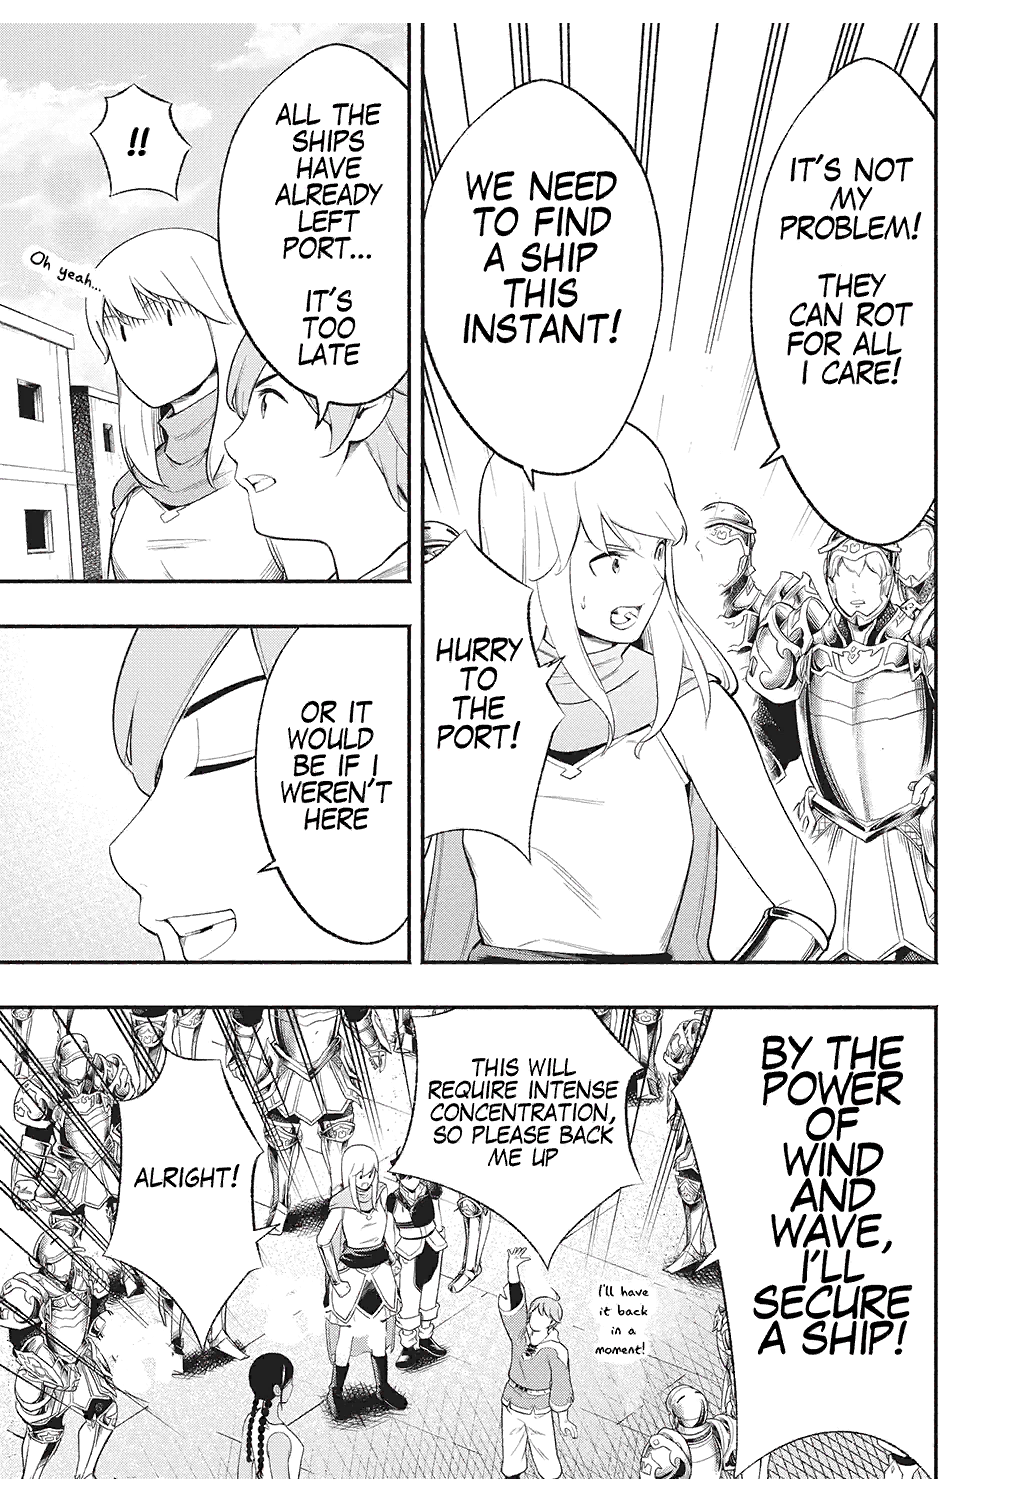 IT'S NOT
MY
PROBLEM!
THEY
CAN ROT
FOR ALL
I CARE!
WE NEED
TO FIND
A SHIP
THIS
INSTANT!
HURRY
TO
THE
PORT!
ALL THE
SHIPS
HAVE
ALREADY
LEFT
PORT...
IT'S
TOO
LATE
!!
Oh yeah...
OR IT
WOULD
BE IF I
WEREN'T
HERE
BY THE
POWER
OF
WIND
AND
WAVE,
I'LL
SECURE
A SHIP!
THIS WILL
REQUIRE INTENSE
CONCENTRATION,
SO PLEASE BACK
ME UP
I'll have
it back
in a
moment!
ALRIGHT!